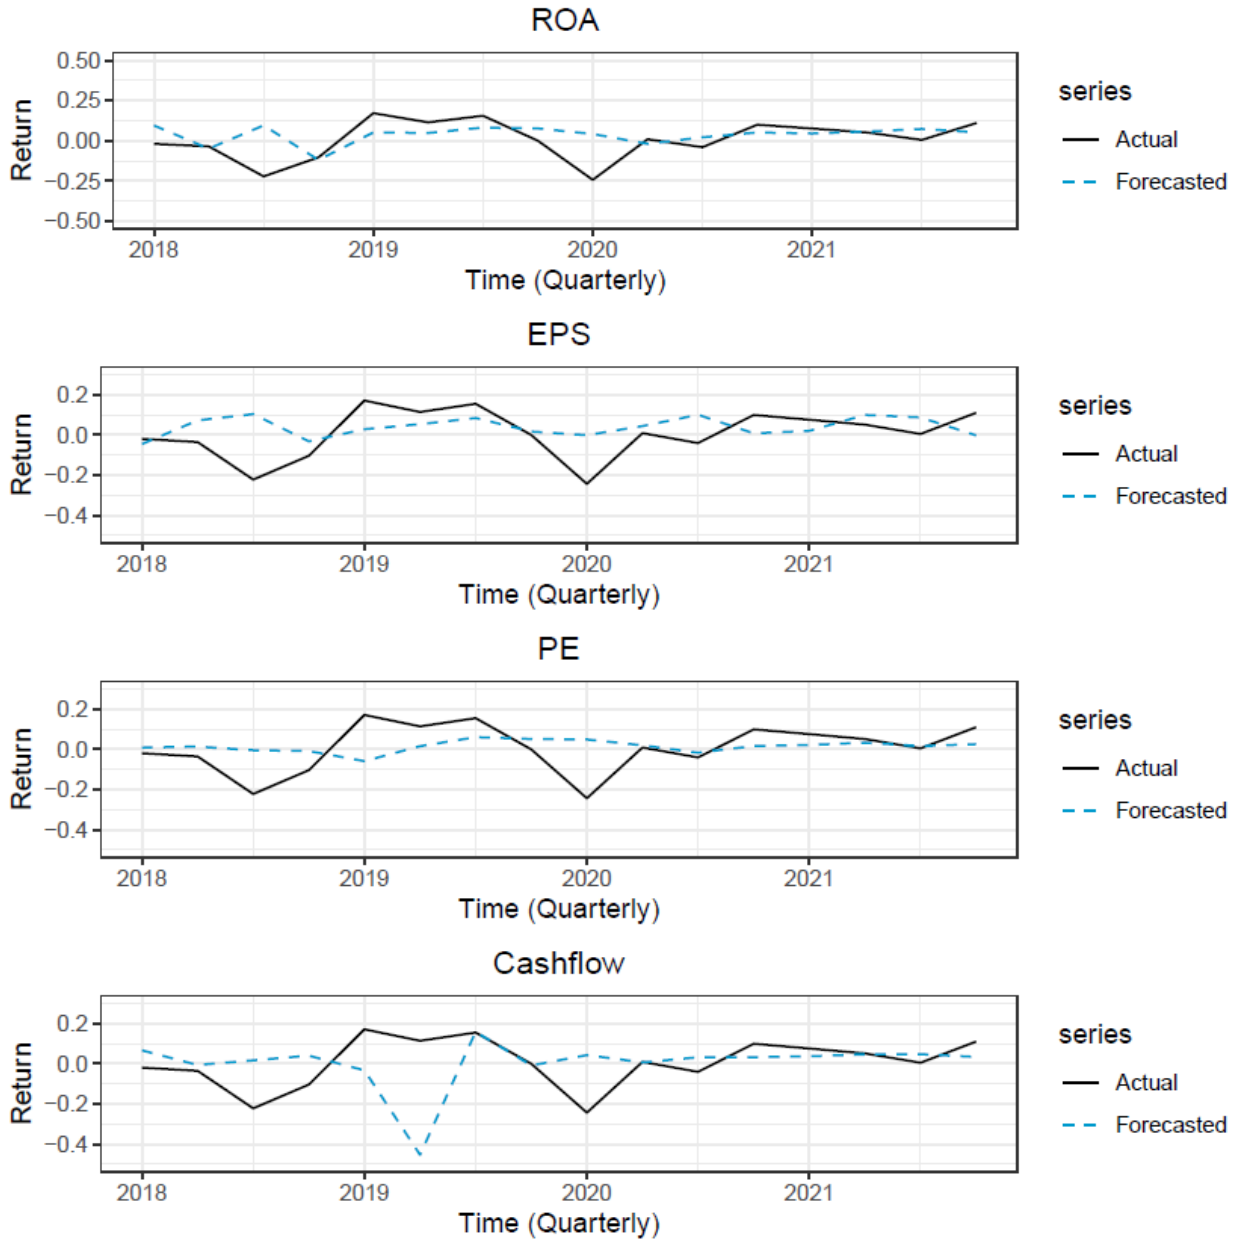 ROA
0.50
0.25
0.00
−0.25
−0.50
Return
2018 2019 2020 2021
Time (Quarterly)
series
Actual
Forecasted
EPS
0.2
0.0
−0.2
−0.4
Return
2018 2019 2020 2021
Time (Quarterly)
series
Actual
Forecasted
PE
0.2
0.0
−0.2
−0.4
Return
2018 2019 2020 2021
Time (Quarterly)
series
Actual
Forecasted
Cashflow
0.2
0.0
−0.2
−0.4
Return
2018 2019 2020 2021
Time (Quarterly)
series
Actual
Forecasted